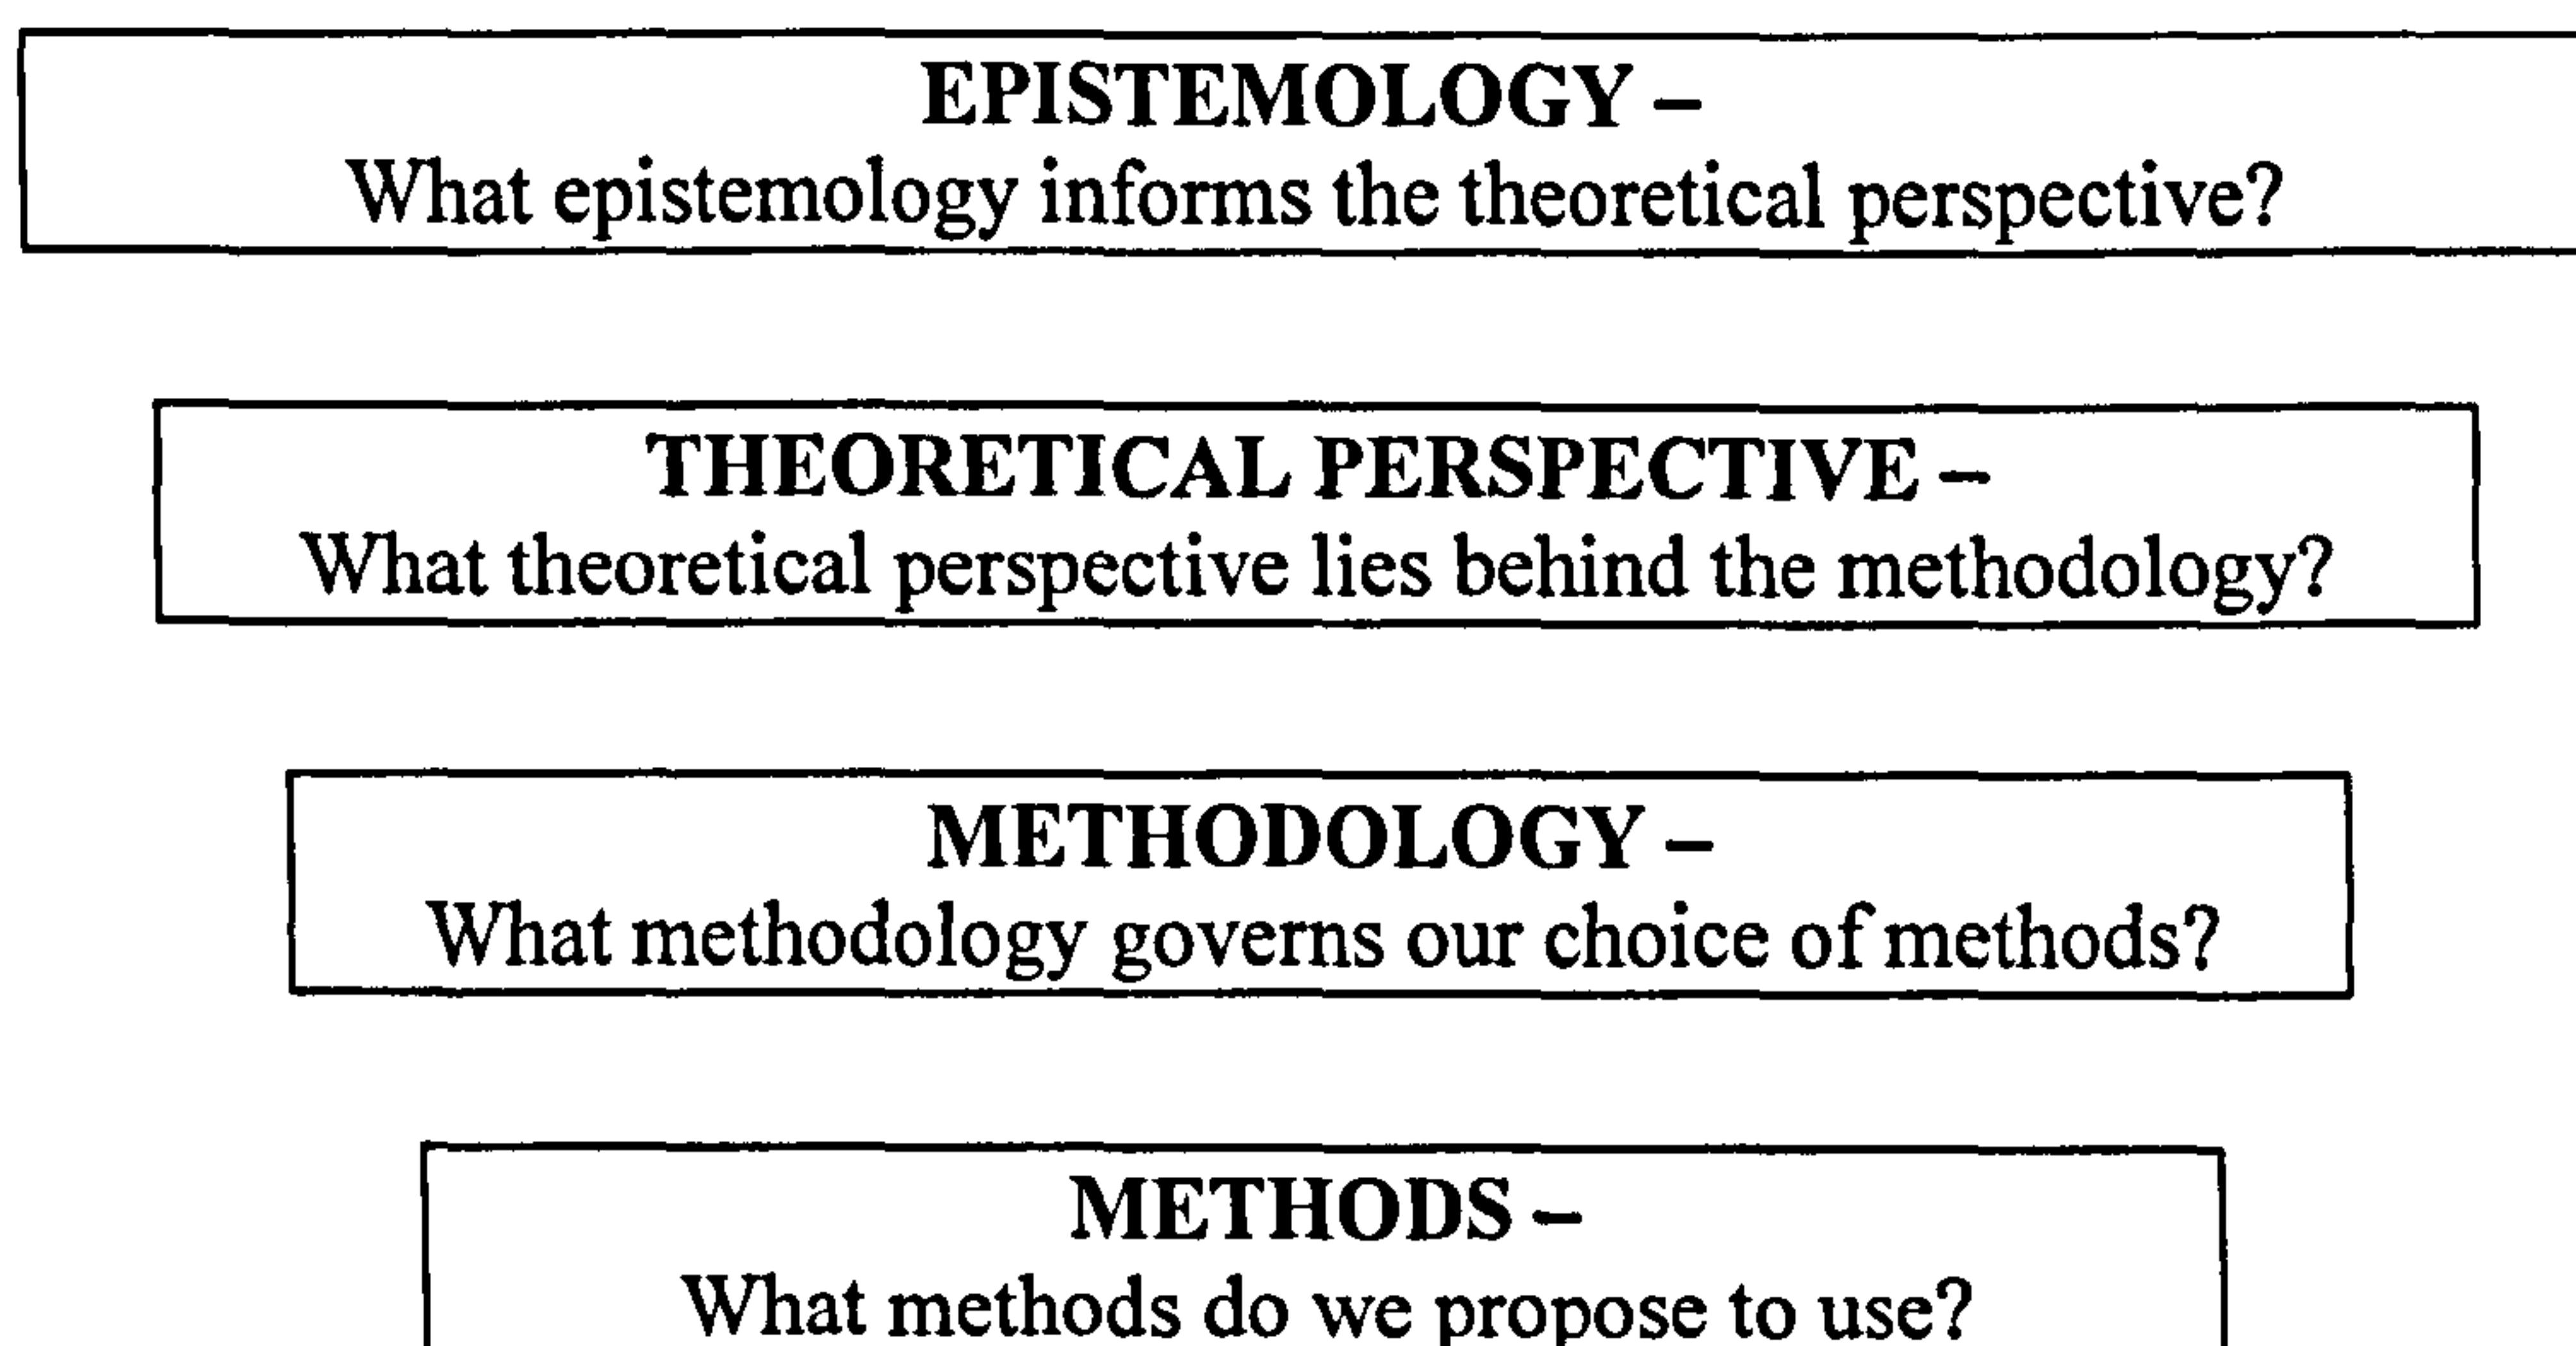 EPISTEMOLOGY –
What epistemology informs the theoretical perspective?
THEORETICAL PERSPECTIVE –
What theoretical perspective lies behind the methodology?
METHODOLOGY –
What methodology governs our choice of methods?
METHODS –
What methods do we propose to use?